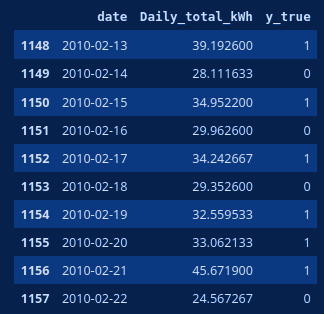 date Daily_total_kWh y_true
1148 2010-02-13 39.192600 1
1149 2010-02-14 28.111633 0
1150 2010-02-15 34.952200 1
1151 2010-02-16 29.962600 0
1152 2010-02-17 34.242667 1
1153 2010-02-18 29.352600 0
1154 2010-02-19 32.559533 1
1155 2010-02-20 33.062133 1
1156 2010-02-21 45.671900 1
1157 2010-02-22 24.567267 0